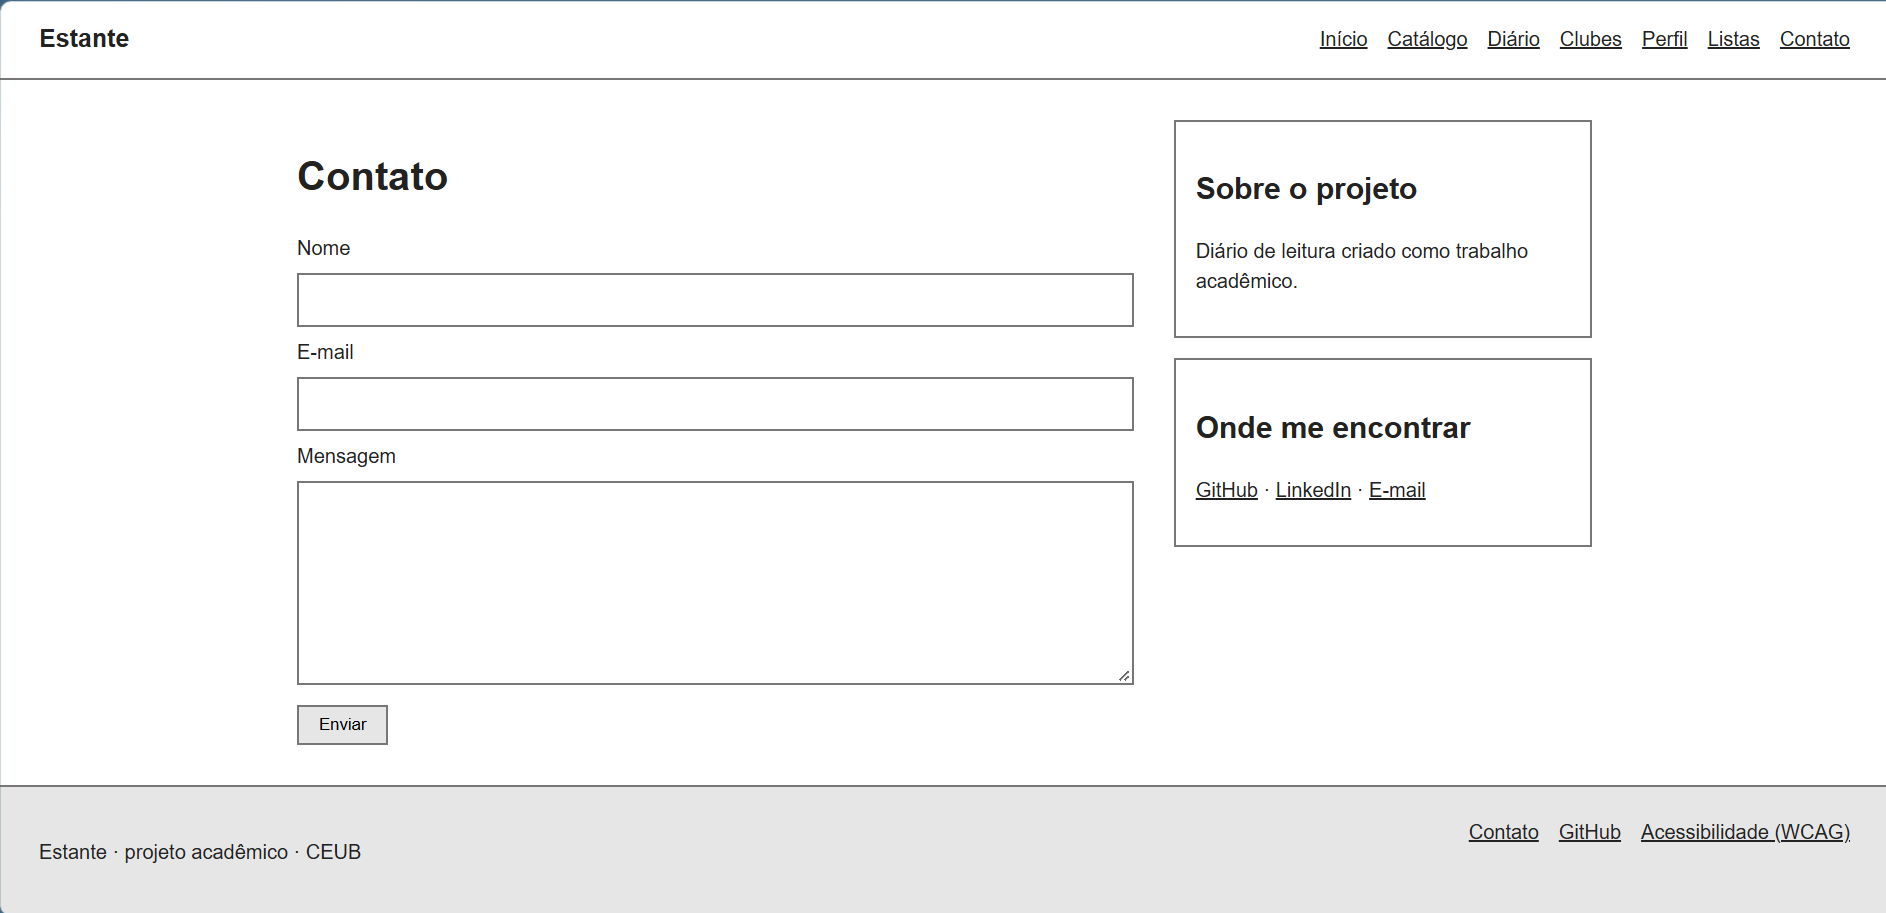 Estante
Início Catálogo Diário Clubes Perfil Listas Contato
Contato
Nome
E-mail
Mensagem
Enviar
Sobre o projeto
Diário de leitura criado como trabalho
acadêmico.
Onde me encontrar
GitHub · LinkedIn · E-mail
Estante · projeto acadêmico · CEUB
Contato GitHub Acessibilidade (WCAG)